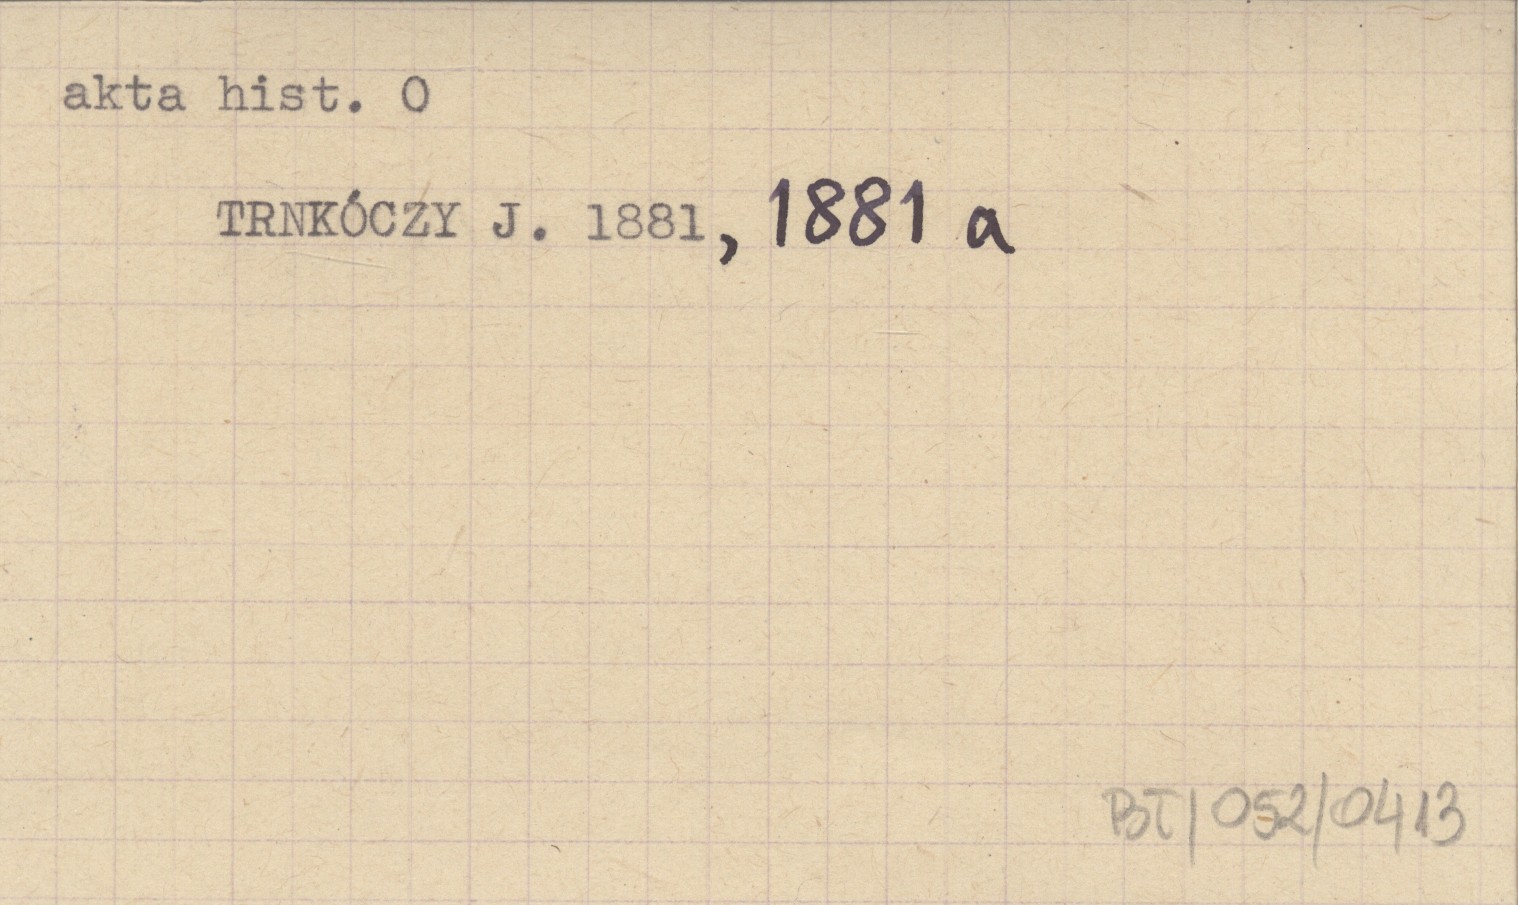 akta hist. O
TRNKÓCZY J. 1881, 1881 a
BT/052/0413